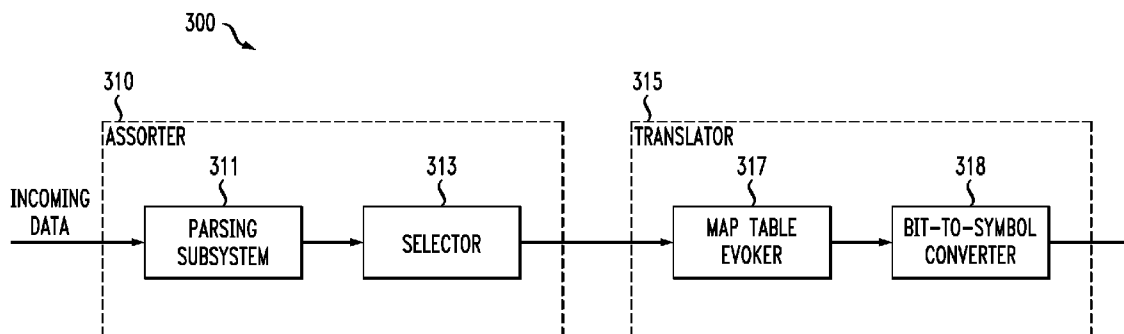 300
310
315
ASSORTER
TRANSLATOR
311
313
317
318
INCOMING
DATA
PARSING
SUBSYSTEM
SELECTOR
MAP TABLE
EVOKER
BIT-TO-SYMBOL
CONVERTER